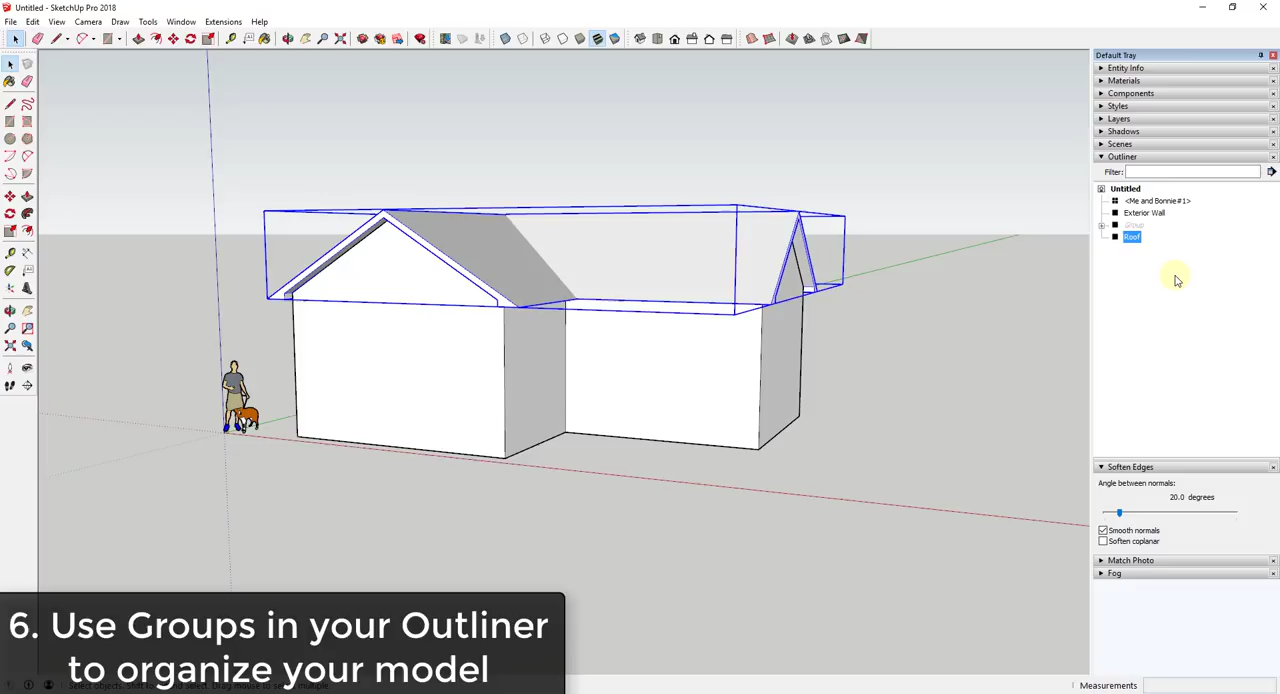 Untitled - SketchUp Pro 2018
File Edit View Camera Draw Tools Window Extensions Help
Default Tray
Entity Info
Materials
Components
Styles
Layers
Shadows
Scenes
Outliner
Filter:
Untitled
<Me and Bonnie#1>
Exterior Wall
Group
Roof
Soften Edges
Angle between normals:
20.0 degrees
Smooth normals
Soften coplanar
Match Photo
Fog
6. Use Groups in your Outliner
to organize your model
Measurements